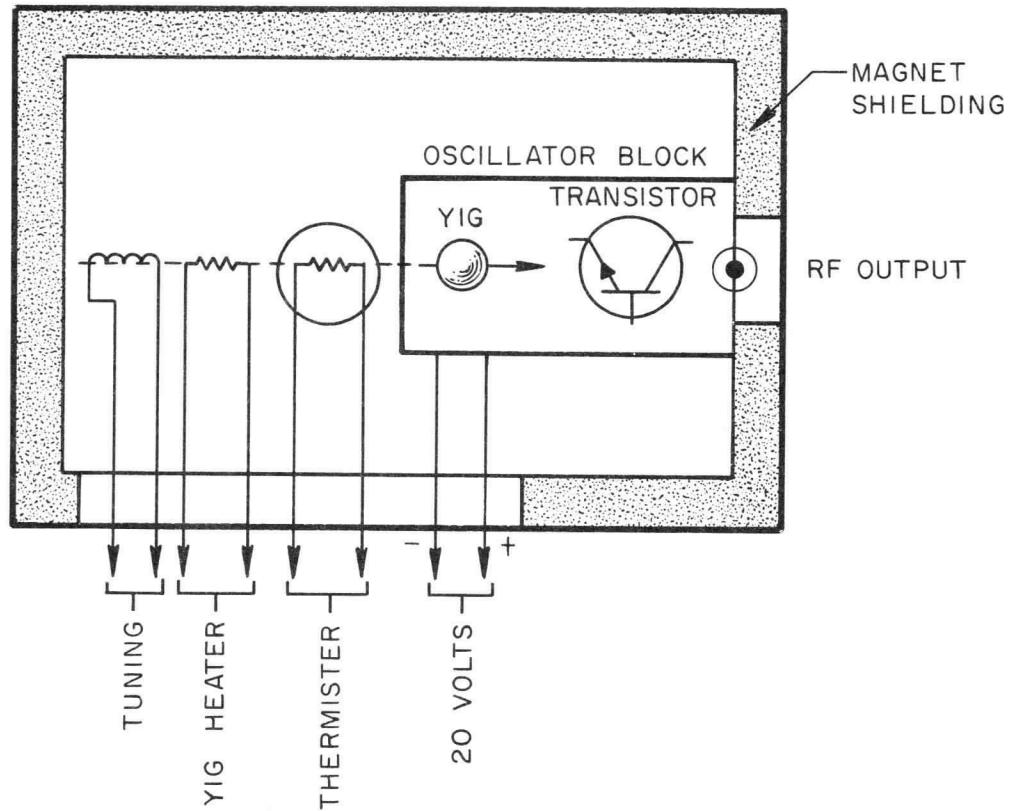 MAGNET
SHIELDING
OSCILLATOR BLOCK
TRANSISTOR
YIG
RF OUTPUT
- +
TUNING
YIG HEATER
THERMISTER
20 VOLTS